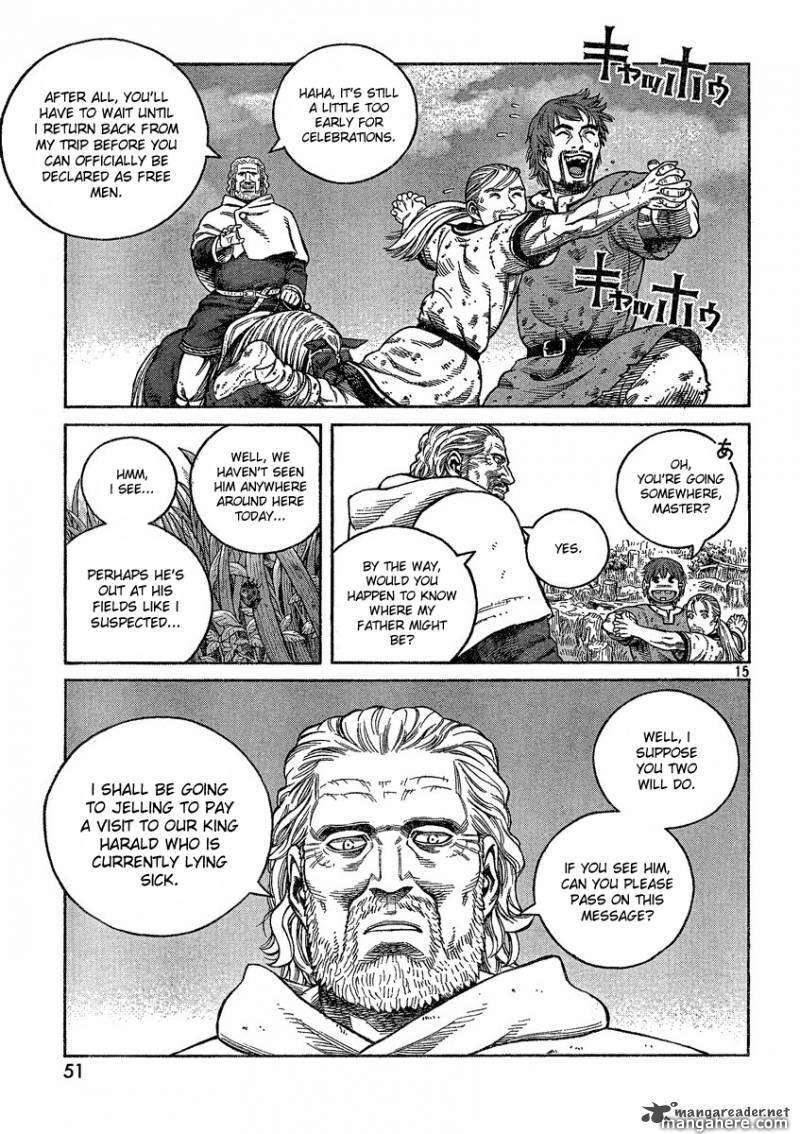 キャッホゥ
HAHA, IT'S STILL
A LITTLE TOO
EARLY FOR
CELEBRATIONS.
AFTER ALL, YOU'LL
HAVE TO WAIT UNTIL
I RETURN BACK FROM
MY TRIP BEFORE YOU
CAN OFFICIALLY BE
DECLARED AS FREE
MEN.
キャッホゥ
あ
OH,
YOU'RE GOING
SOMEWHERE,
MASTER?
YES.
BY THE WAY,
WOULD YOU
HAPPEN TO KNOW
WHERE MY
FATHER MIGHT
BE?
WELL, WE
HAVEN'T SEEN
HIM ANYWHERE
AROUND HERE
TODAY...
HMM,
I SEE...
PERHAPS HE'S
OUT AT HIS
FIELDS LIKE I
SUSPECTED...
15
WELL, I
SUPPOSE
YOU TWO
WILL DO.
IF YOU SEE HIM,
CAN YOU PLEASE
PASS ON THIS
MESSAGE?
I SHALL BE GOING
TO JELLING TO PAY
A VISIT TO OUR KING
HARALD WHO IS
CURRENTLY LYING
SICK.
51
mangareader.net
mangahere.com